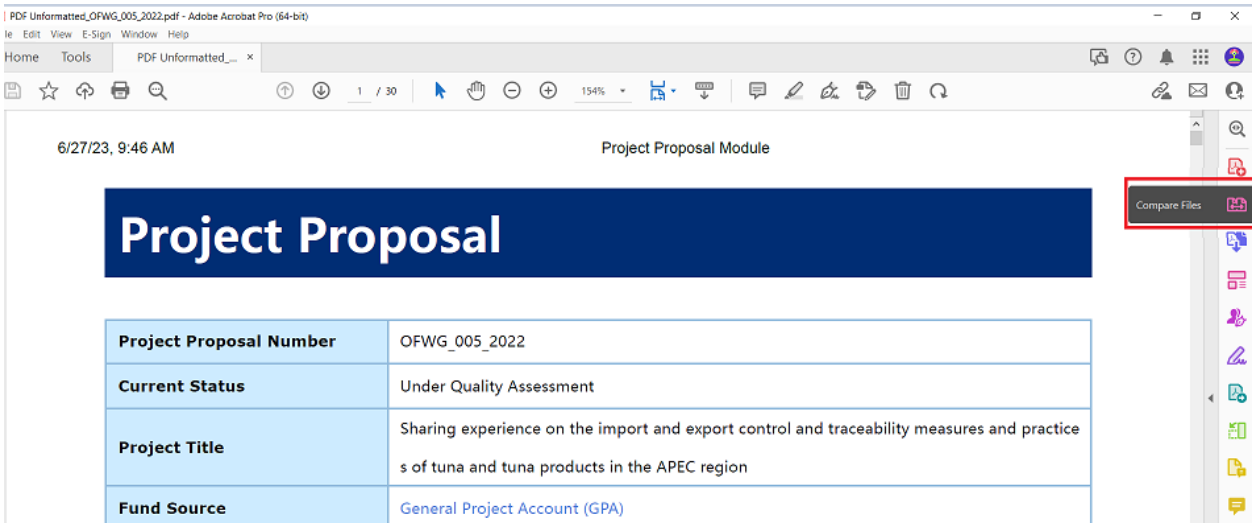 PDF Unformatted_OFWG_005_2022.pdf - Adobe Acrobat Pro (64-bit)
le Edit View E-Sign Window Help
Home Tools PDF Unformatted_... ×
1 / 30 154%
6/27/23, 9:46 AM Project Proposal Module
Compare Files
Project Proposal
Project Proposal Number OFWG_005_2022
Current Status Under Quality Assessment
Project Title Sharing experience on the import and export control and traceability measures and practice
s of tuna and tuna products in the APEC region
Fund Source General Project Account (GPA)